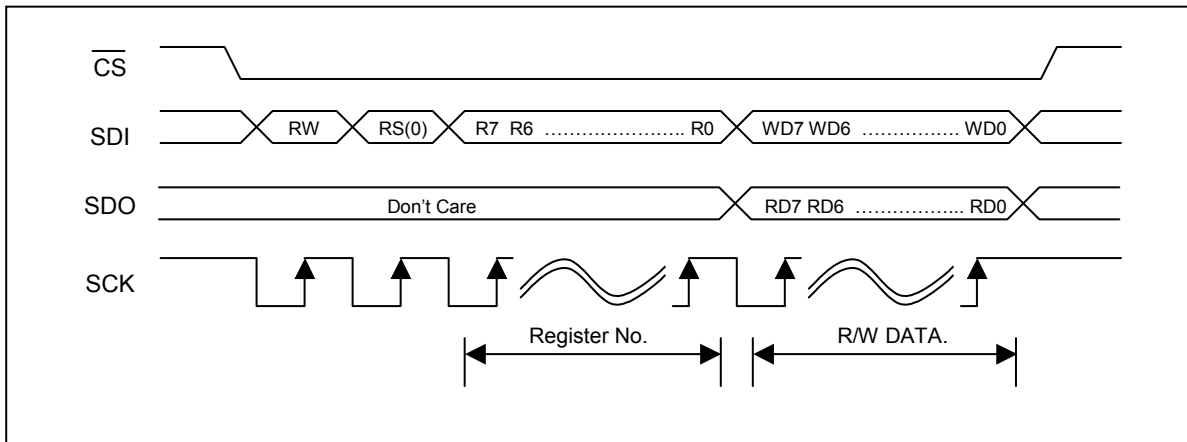 CS
SDI RW RS(0) R7 R6 ........................ R0 WD7 WD6 ................. WD0
SDO Don't Care RD7 RD6 ................... RD0
SCK
Register No. R/W DATA.